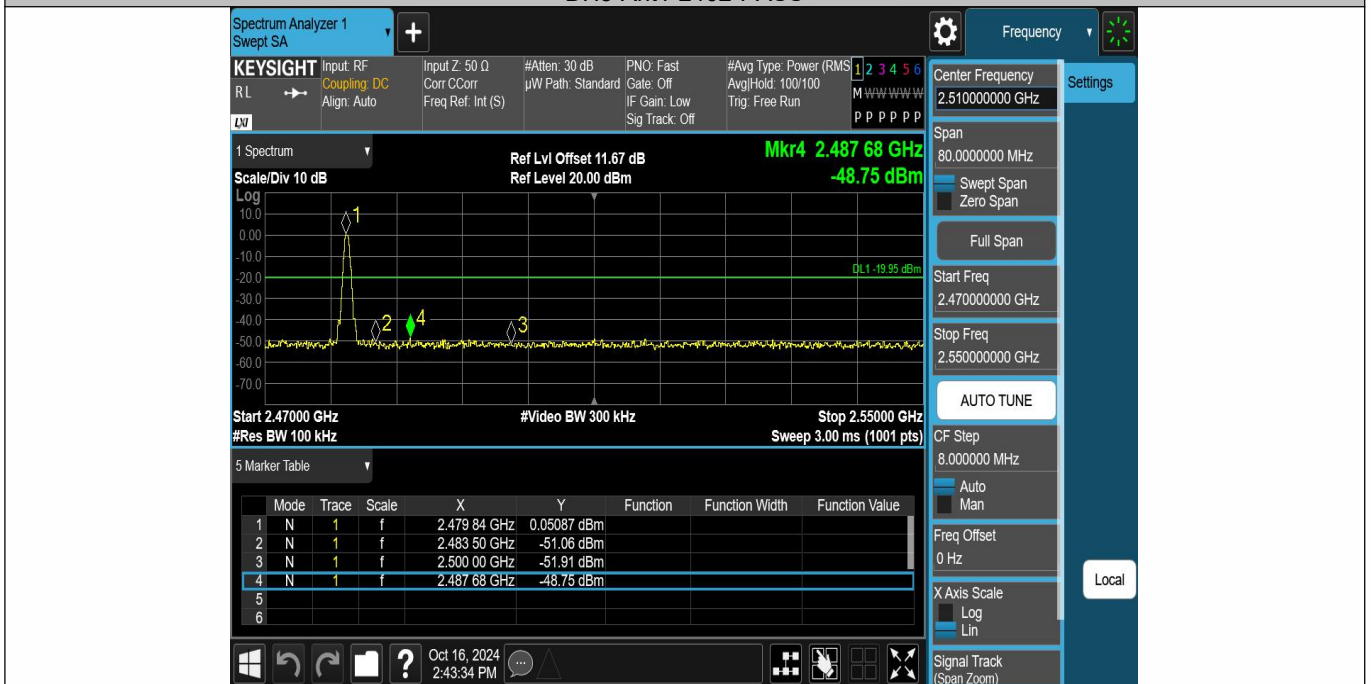 Spectrum Analyzer 1
Swept SA
+
Frequency
KEYSIGHT
RL
LXI
Input: RF
Coupling: DC
Align: Auto
Input Z: 50 Ω
Corr CCorr
Freq Ref: Int (S)
#Atten: 30 dB
µW Path: Standard
PNO: Fast
Gate: Off
IF Gain: Low
Sig Track: Off
#Avg Type: Power (RMS
Avg|Hold: 100/100
Trig: Free Run
1 2 3 4 5 6
M W W W W W
P P P P P P
Center Frequency
2.510000000 GHz
Settings
1 Spectrum
Scale/Div 10 dB
Ref Lvl Offset 11.67 dB
Ref Level 20.00 dBm
Mkr4 2.487 68 GHz
-48.75 dBm
Log
10.0
0.00
-10.0
-20.0
-30.0
-40.0
-50.0
-60.0
-70.0
1
2
4
3
DL1 -19.95 dBm
Start 2.47000 GHz
#Video BW 300 kHz
Stop 2.55000 GHz
#Res BW 100 kHz
Sweep 3.00 ms (1001 pts)
Span
80.0000000 MHz
Swept Span
Zero Span
Full Span
Start Freq
2.470000000 GHz
Stop Freq
2.550000000 GHz
AUTO TUNE
CF Step
8.000000 MHz
Auto
Man
Freq Offset
0 Hz
X Axis Scale
Log
Lin
Signal Track
(Span Zoom)
Local
5 Marker Table
Mode Trace Scale X Y Function Function Width Function Value
1 N 1 f 2.479 84 GHz 0.05087 dBm
2 N 1 f 2.483 50 GHz -51.06 dBm
3 N 1 f 2.500 00 GHz -51.91 dBm
4 N 1 f 2.487 68 GHz -48.75 dBm
5
6
?
Oct 16, 2024
2:43:34 PM